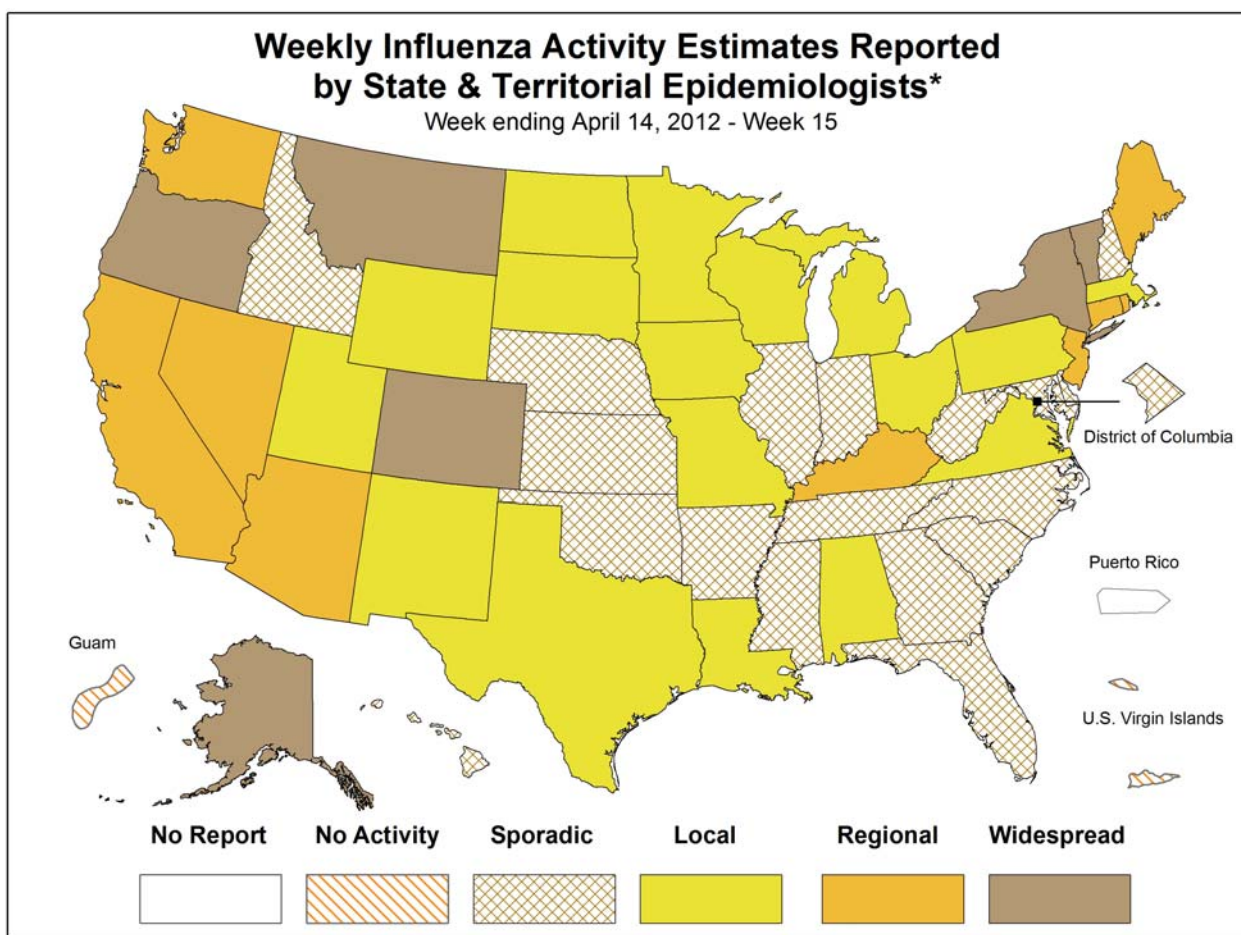 Weekly Influenza Activity Estimates Reported
by State & Territorial Epidemiologists*
Week ending April 14, 2012 - Week 15
District of Columbia
Puerto Rico
Guam
U.S. Virgin Islands
No Report
No Activity
Sporadic
Local
Regional
Widespread